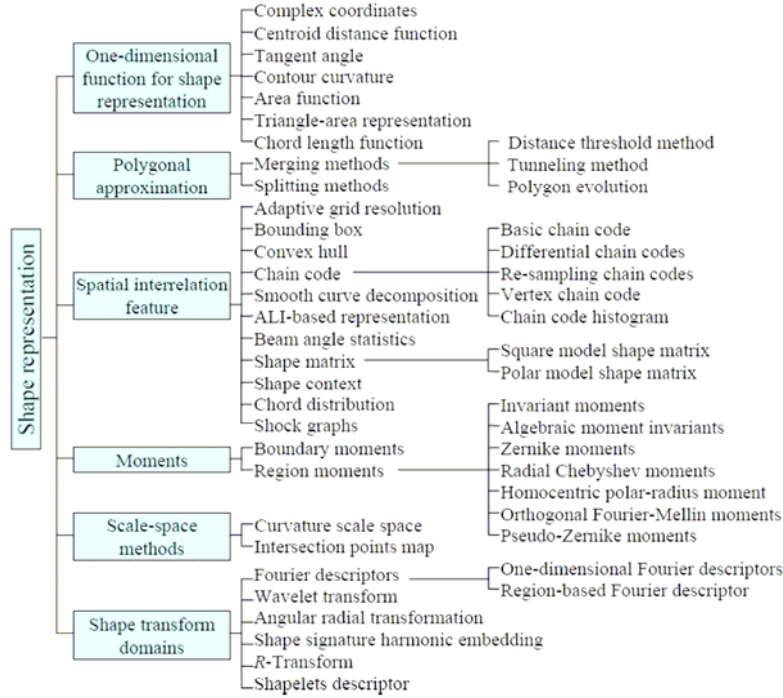 Shape representation
One-dimensional
function for shape
representation
Complex coordinates
Centroid distance function
Tangent angle
Contour curvature
Area function
Triangle-area representation
Chord length function
Polygonal
approximation
Merging methods
Splitting methods
Distance threshold method
Tunneling method
Polygon evolution
Spatial interrelation
feature
Adaptive grid resolution
Bounding box
Convex hull
Chain code
Smooth curve decomposition
ALI-based representation
Beam angle statistics
Shape matrix
Shape context
Chord distribution
Shock graphs
Basic chain code
Differential chain codes
Re-sampling chain codes
Vertex chain code
Chain code histogram
Square model shape matrix
Polar model shape matrix
Moments
Boundary moments
Region moments
Invariant moments
Algebraic moment invariants
Zernike moments
Radial Chebyshev moments
Homocentric polar-radius moment
Orthogonal Fourier-Mellin moments
Pseudo-Zernike moments
Scale-space
methods
Curvature scale space
Intersection points map
Shape transform
domains
Fourier descriptors
Wavelet transform
Angular radial transformation
Shape signature harmonic embedding
R-Transform
Shapelets descriptor
One-dimensional Fourier descriptors
Region-based Fourier descriptor